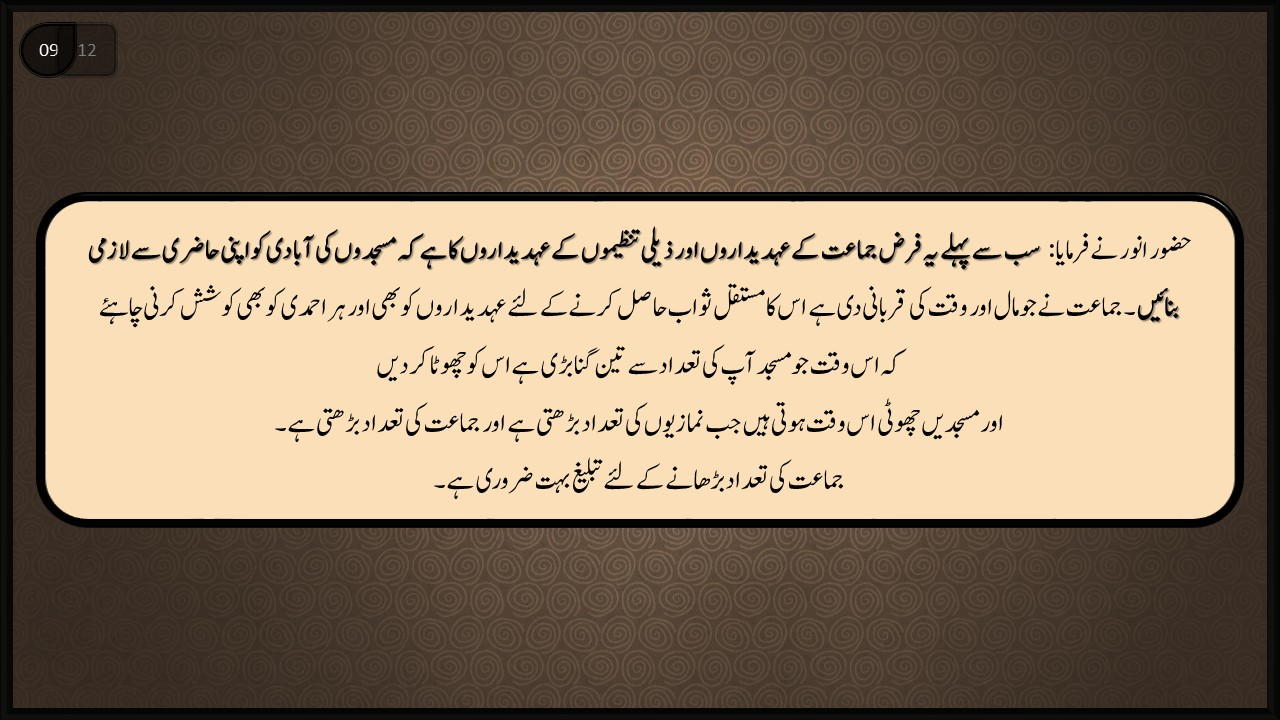 09 12
حضور انور نے فرمایا: سب سے پہلے یہ فرض جماعت کے عہدیداروں اور ذیلی تنظیموں کے عہدیداروں کا ہے کہ مسجدوں کی آبادی کو اپنی حاضری سے لازمی
بنائیں۔ جماعت نے جو مال اور وقت کی قربانی دی ہے اس کا مستقل ثواب حاصل کرنے کے لئے عہدیداروں کو بھی اور ہر احمدی کو بھی کوشش کرنی چاہئے
کہ اس وقت جو مسجد آپ کی تعداد سے تین گنا بڑی ہے اس کو چھوٹا کر دیں
اور مسجدیں چھوٹی اس وقت ہوتی ہیں جب نمازیوں کی تعداد بڑھتی ہے اور جماعت کی تعداد بڑھتی ہے۔
جماعت کی تعداد بڑھانے کے لئے تبلیغ بہت ضروری ہے۔